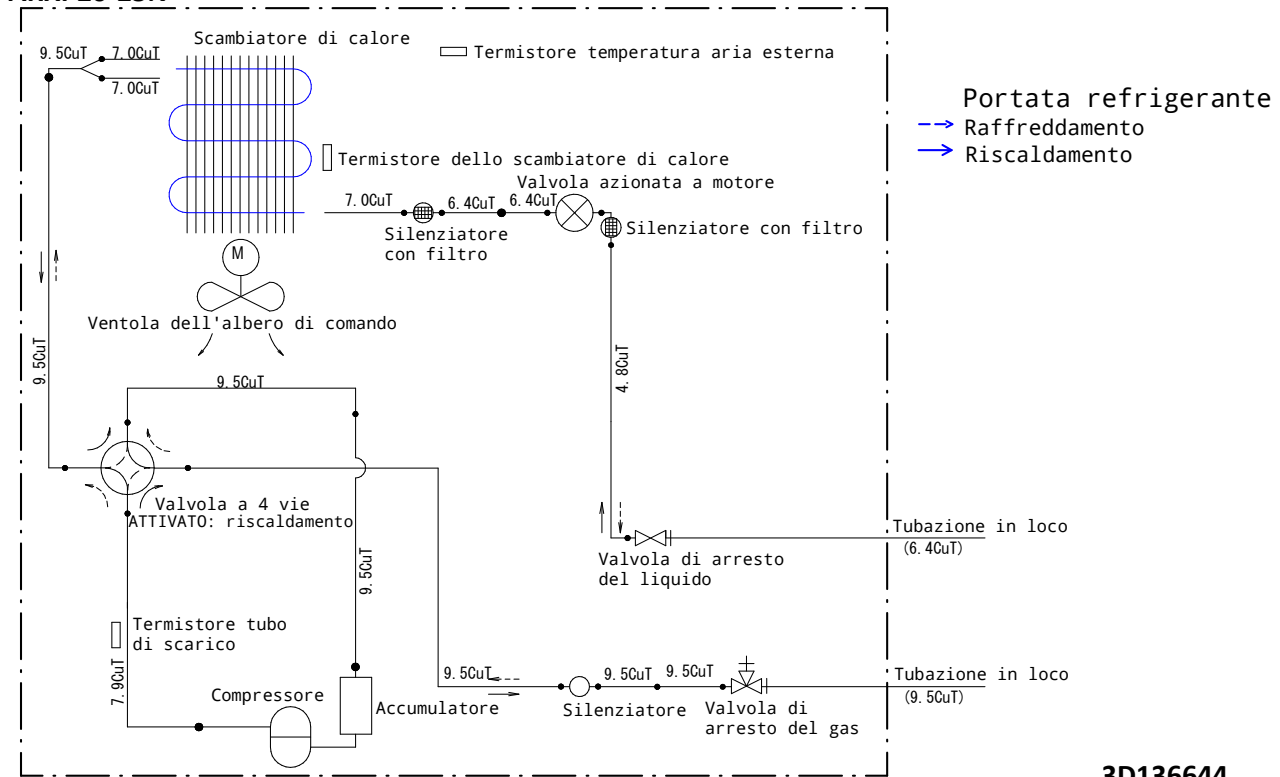 Scambiatore di calore
9.5CuT
7.0CuT
7.0CuT
Termistore temperatura aria esterna
Portata refrigerante
Raffreddamento
Riscaldamento
Termistore dello scambiatore di calore
Valvola azionata a motore
7.0CuT
6.4CuT
6.4CuT
Silenziatore
con filtro
Silenziatore con filtro
M
Ventola dell'albero di comando
9.5CuT
9.5CuT
4.8CuT
Valvola a 4 vie
ATTIVATO: riscaldamento
Tubazione in loco
(6.4CuT)
Valvola di arresto
del liquido
9.5CuT
Termistore tubo
di scarico
7.9CuT
Compressore
Accumulatore
9.5CuT
9.5CuT
9.5CuT
Silenziatore
Valvola di
arresto del gas
Tubazione in loco
(9.5CuT)
3D136644